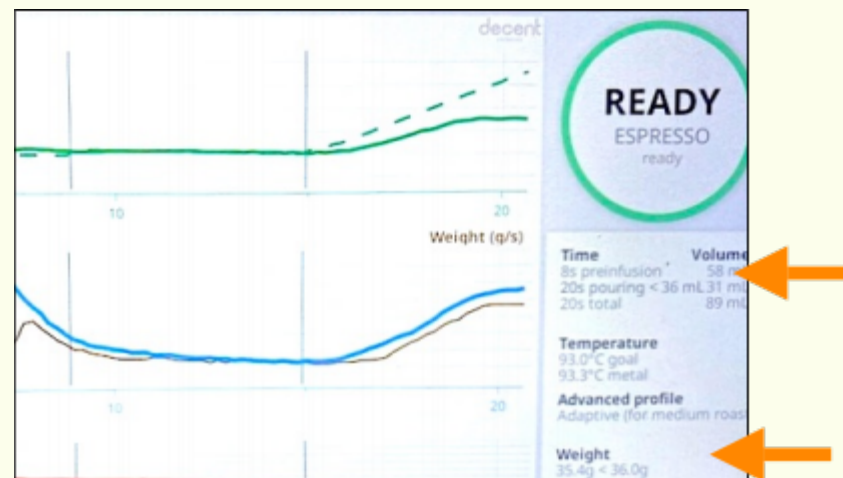 decent
READY
ESPRESSO
ready
10
20
Weight (g/s)
Time Volume
8s preinfusion 58
20s pouring < 36 mL 31 mL
20s total 89 mL
Temperature
93.0°C goal
93.3°C metal
Advanced profile
Adaptive (for medium roas
10
20
Weight
35.4g < 36.0g